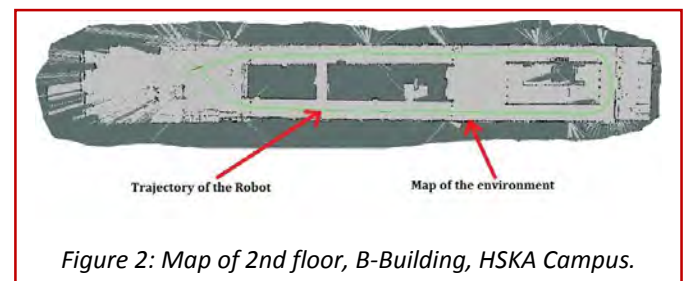 Trajectory of the Robot
Map of the environment
Figure 2: Map of 2nd floor, B-Building, HSKA Campus.